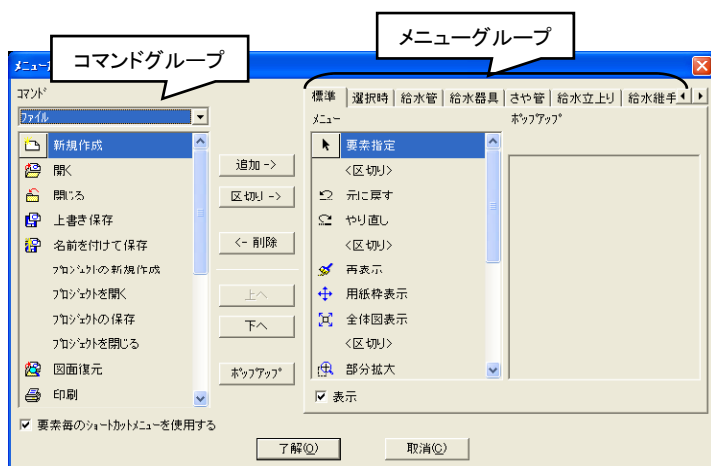 メニューグループ
コマンドグループ
メニュー
コマンド
ファイル
新規作成
開く
閉じる
上書き保存
名前を付けて保存
プロジェクトの新規作成
プロジェクトを開く
プロジェクトの保存
プロジェクトを閉じる
図面復元
印刷
追加 ->
区切り ->
<- 削除
上へ
下へ
ポップアップ
標準 選択時 給水管 給水器具 さや管 給水立上り 給水継手
メニュー
ポップアップ
要素指定
<区切り>
元に戻す
やり直し
<区切り>
再表示
用紙枠表示
全体図表示
<区切り>
部分拡大
表示
要素毎のショートカットメニューを使用する
了解(O)
取消(C)